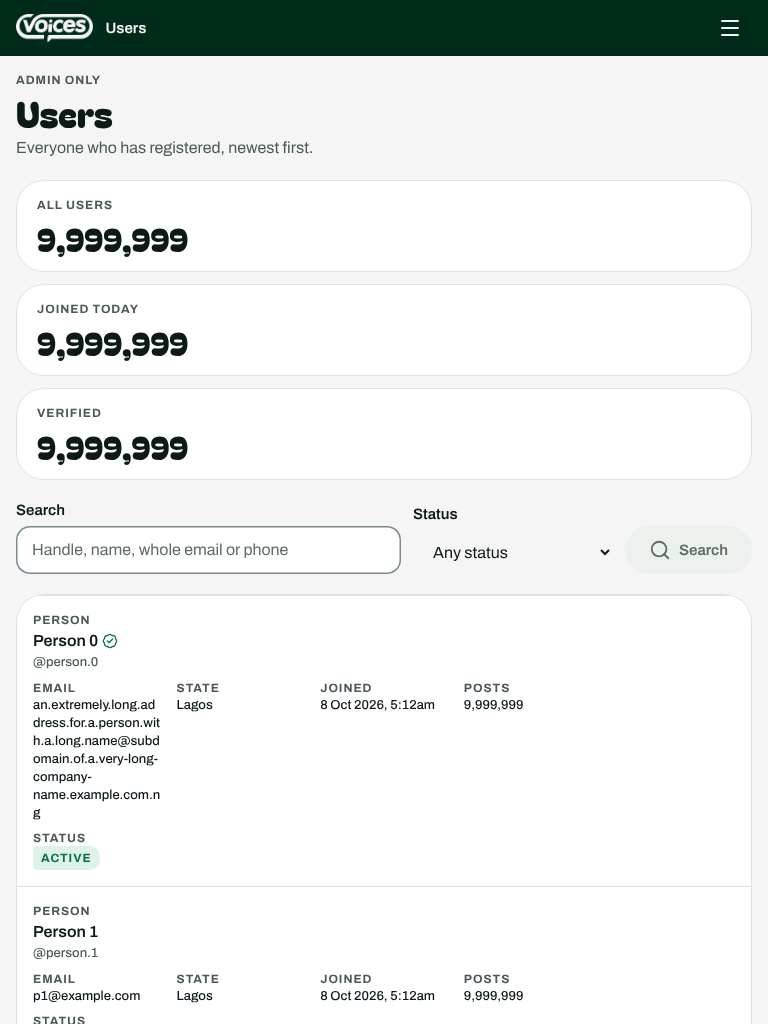 voices Users
ADMIN ONLY
Users
Everyone who has registered, newest first.
ALL USERS
9,999,999
JOINED TODAY
9,999,999
VERIFIED
9,999,999
Search
Status
Handle, name, whole email or phone
Any status
Search
PERSON
Person 0
@person.0
EMAIL STATE JOINED POSTS
an.extremely.long.ad Lagos 8 Oct 2026, 5:12am 9,999,999
dress.for.a.person.wit
h.a.long.name@subd
omain.of.a.very-long-
company-
name.example.com.n
g
STATUS
ACTIVE
PERSON
Person 1
@person.1
EMAIL STATE JOINED POSTS
p1@example.com Lagos 8 Oct 2026, 5:12am 9,999,999
STATUS